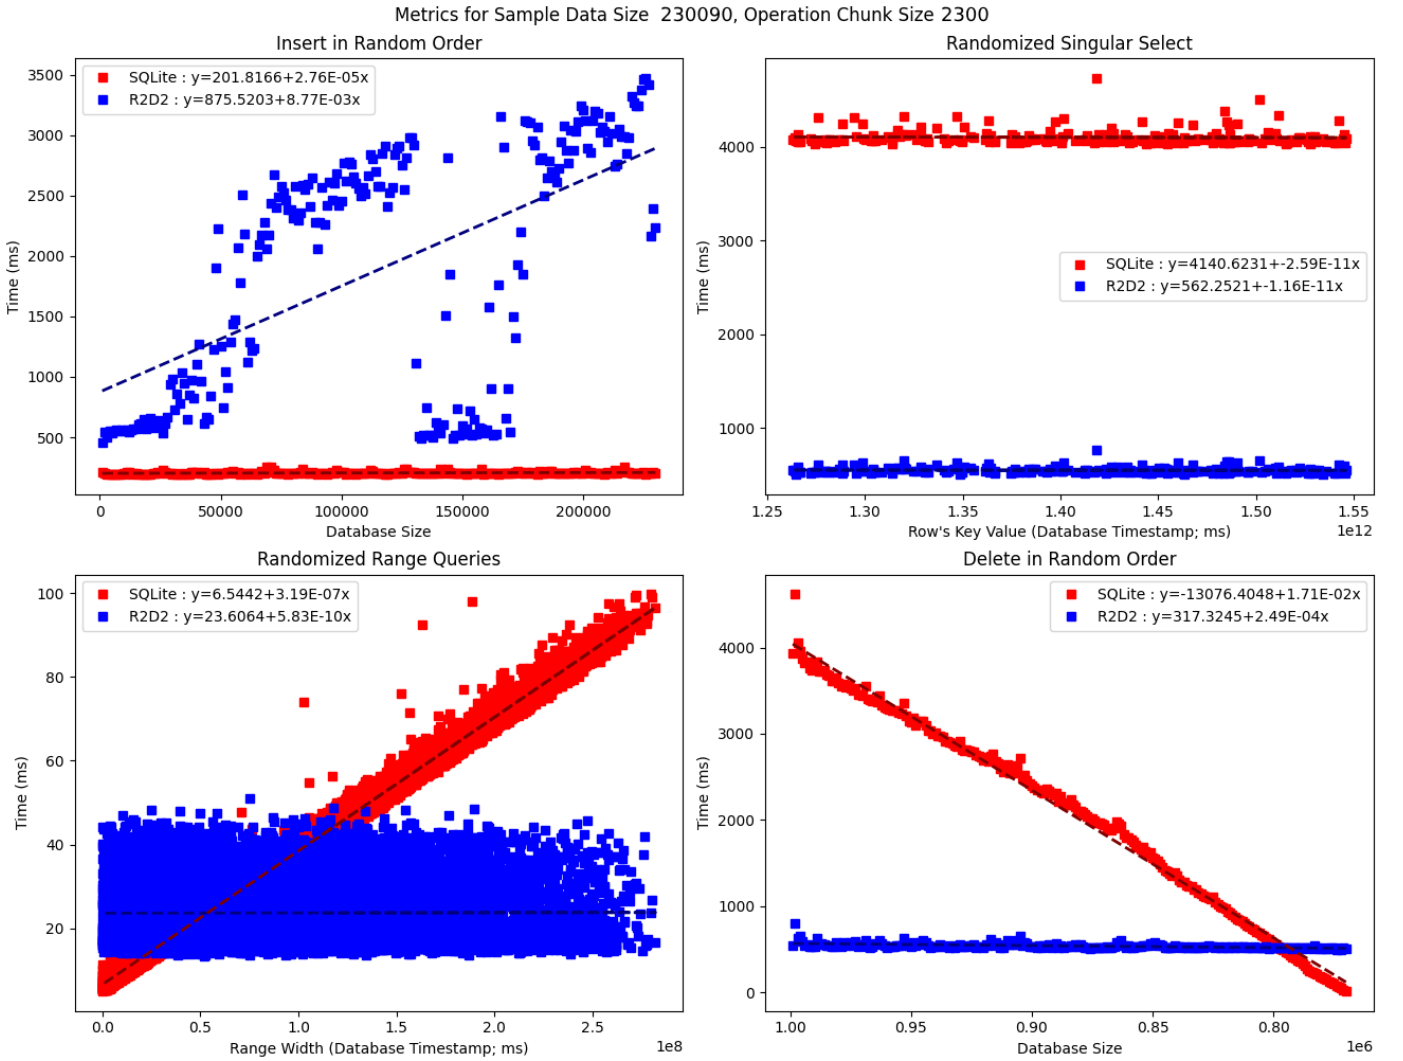 Metrics for Sample Data Size  230090, Operation Chunk Size 2300
Insert in Random Order
SQLite : y=201.8166+2.76E-05x
R2D2 : y=875.5203+8.77E-03x
3500
3000
2500
2000
1500
1000
500
Time (ms)
0
50000
100000
150000
200000
Database Size
Randomized Singular Select
SQLite : y=4140.6231+-2.59E-11x
R2D2 : y=562.2521+-1.16E-11x
4000
3000
2000
1000
Time (ms)
1.25
1.30
1.35
1.40
1.45
1.50
1.55
1e12
Row's Key Value (Database Timestamp; ms)
Randomized Range Queries
SQLite : y=6.5442+3.19E-07x
R2D2 : y=23.6064+5.83E-10x
100
80
60
40
20
Time (ms)
0.0
0.5
1.0
1.5
2.0
2.5
1e8
Range Width (Database Timestamp; ms)
Delete in Random Order
SQLite : y=-13076.4048+1.71E-02x
R2D2 : y=317.3245+2.49E-04x
4000
3000
2000
1000
0
Time (ms)
1.00
0.95
0.90
0.85
0.80
1e6
Database Size